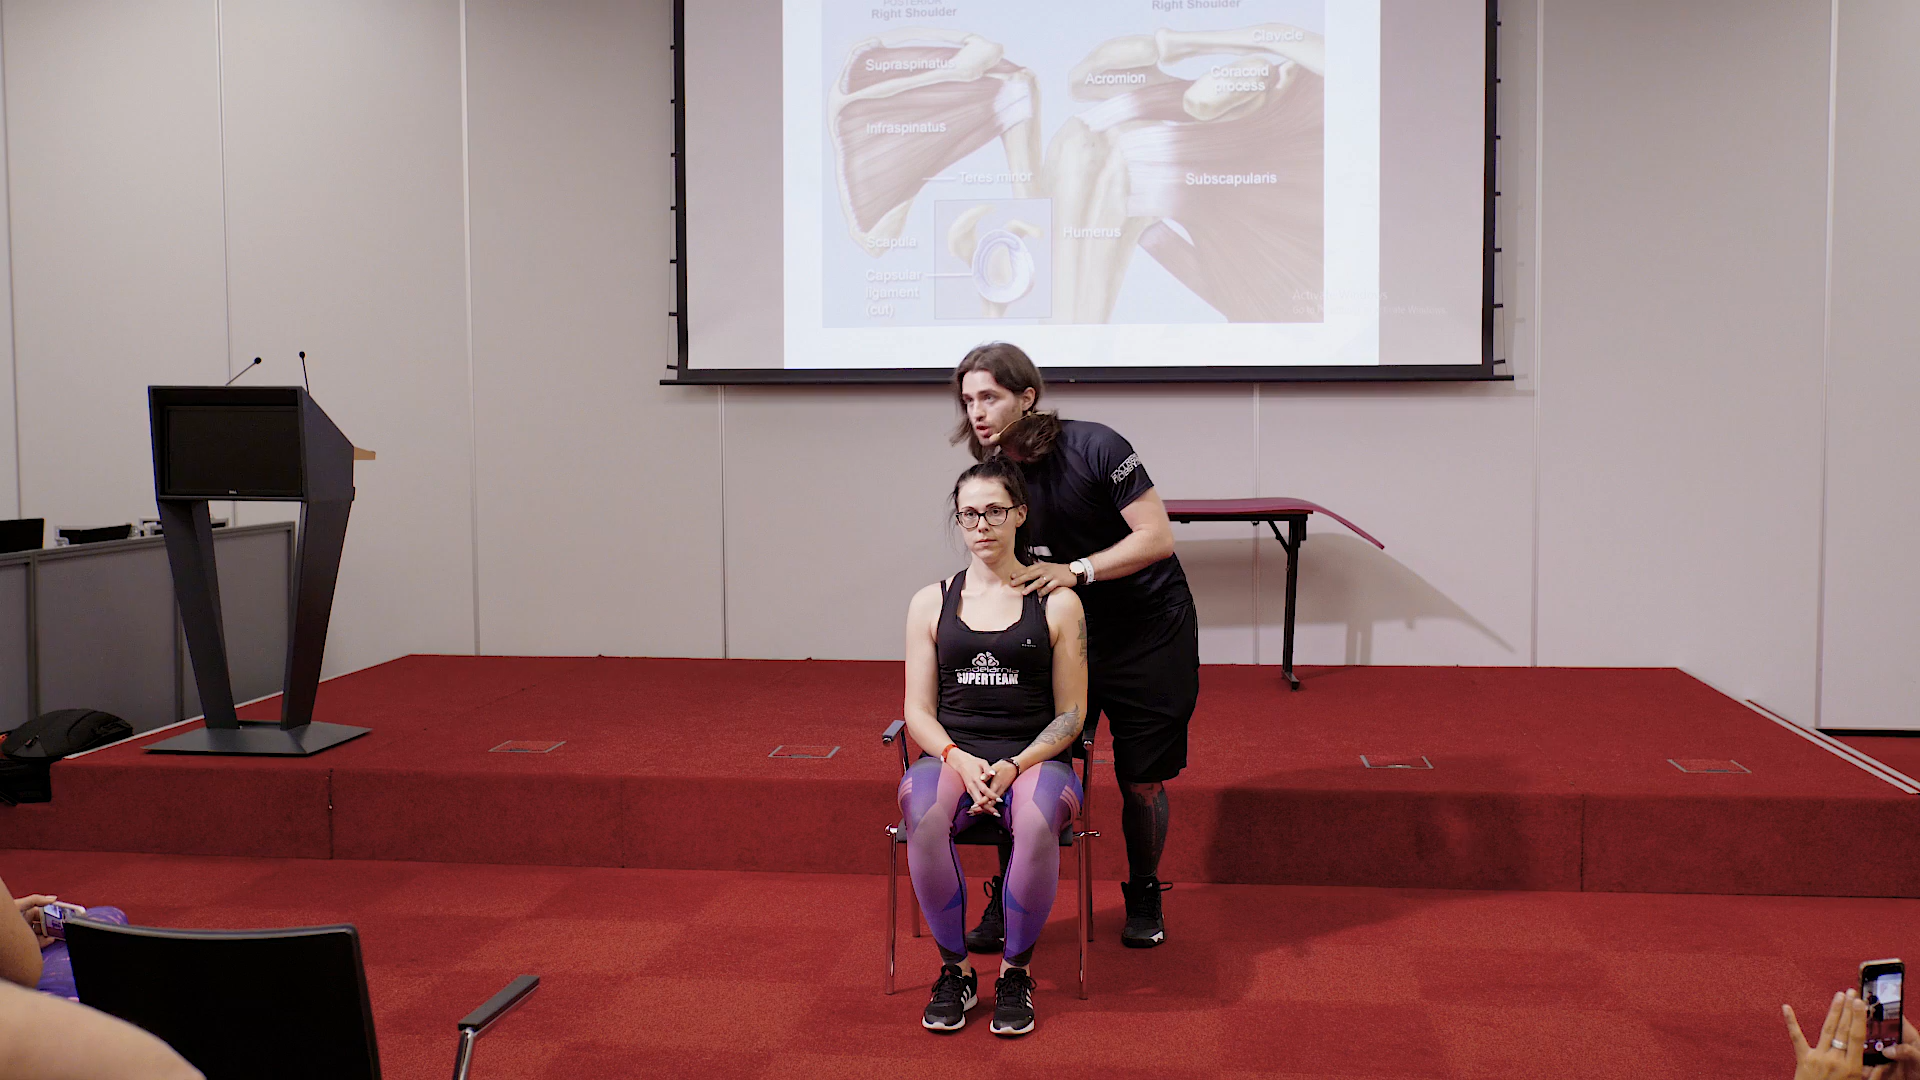 POSTERIOR
Right Shoulder
Right Shoulder
Supraspinatus
Infraspinatus
Teres minor
Scapula
Capsular
ligament
(cut)
Clavicle
Acromion
Coracoid
process
Subscapularis
Humerus
SUPERTEAM